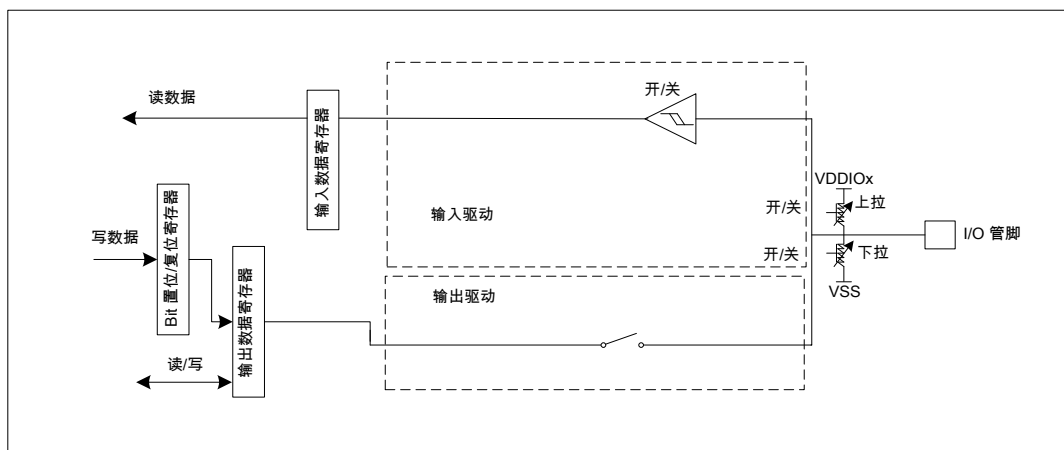 开/关
读数据
输入数据寄存器
VDDIOx
上拉
开/关
输入驱动
I/O 管脚
写数据
Bit 置位/复位寄存器
开/关
下拉
输出数据寄存器
输出驱动
VSS
读/写